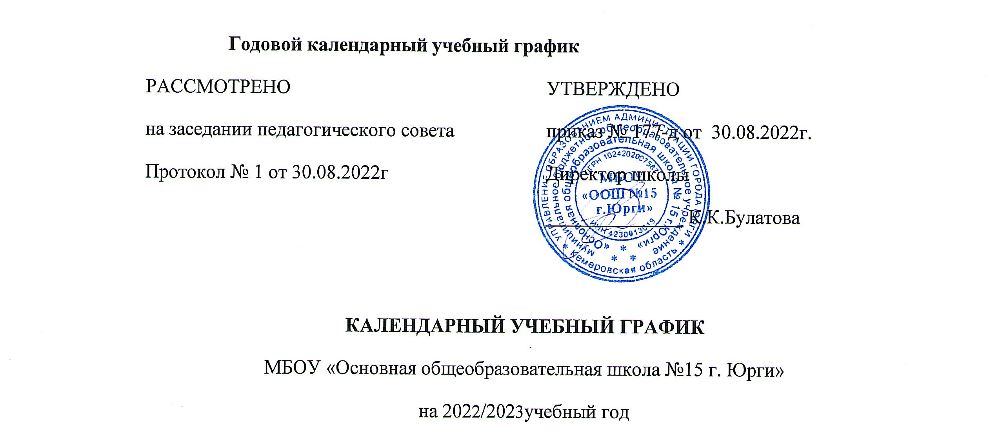 Годовой календарный учебный график
РАССМОТРЕНО
УТВЕРЖДЕНО
на заседании педагогического совета
приказ № 177-д от 30.08.2022г.
Протокол № 1 от 30.08.2022г
Директор школы
К.К.Булатова
УПРАВЛЕНИЕ ОБРАЗОВАНИЕМ АДМИНИСТРАЦИИ ГОРОДА ЮРГИ
* Кемеровская область *
Муниципальное бюджетное общеобразовательное учреждение
«Основная общеобразовательная школа № 15 г.Юрги»
ОГРН 1024202007587
МБОУ
«ООШ №15
г.Юрги»
ИНН 4230013019
КАЛЕНДАРНЫЙ УЧЕБНЫЙ ГРАФИК
МБОУ «Основная общеобразовательная школа №15 г. Юрги»
на 2022/2023учебный год